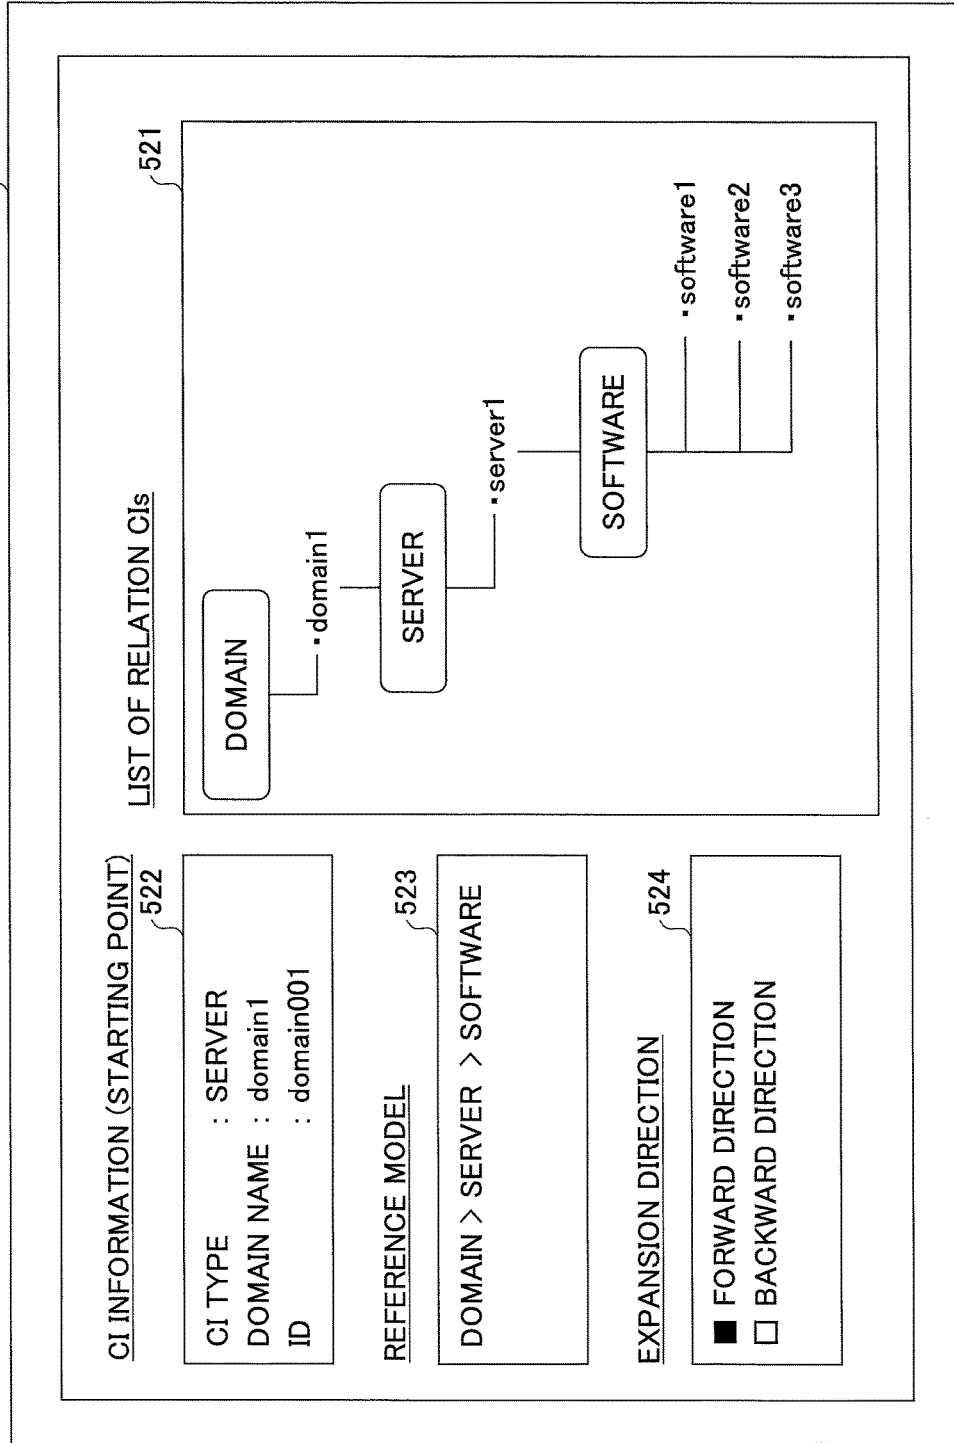 CI INFORMATION (STARTING POINT)
522
CI TYPE : SERVER
DOMAIN NAME : domain1
ID : domain001
REFERENCE MODEL
523
DOMAIN > SERVER > SOFTWARE
EXPANSION DIRECTION
524
■ FORWARD DIRECTION
□ BACKWARD DIRECTION
LIST OF RELATION CIs
521
DOMAIN
▪domain1
SERVER
▪server1
SOFTWARE
▪software1
▪software2
▪software3